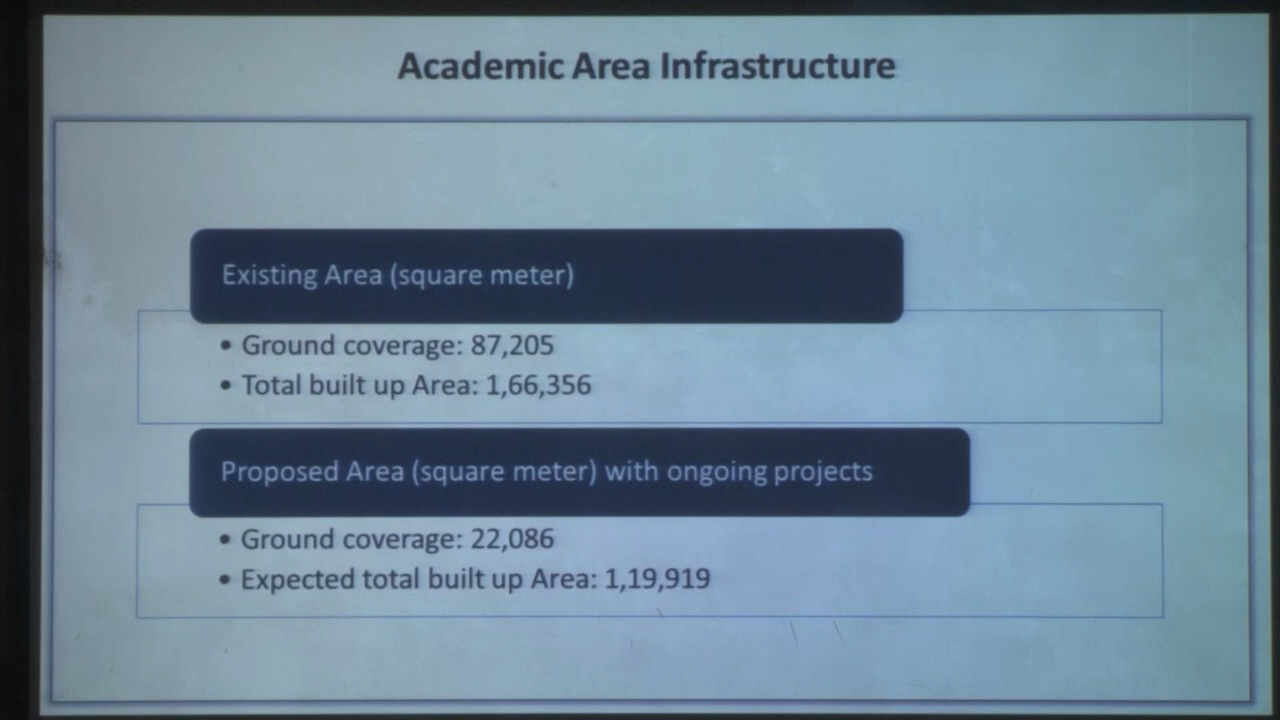 Academic Area Infrastructure
Existing Area (square meter)
• Ground coverage: 87,205
• Total built up Area: 1,66,356
Proposed Area (square meter) with ongoing projects
• Ground coverage: 22,086
• Expected total built up Area: 1,19,919